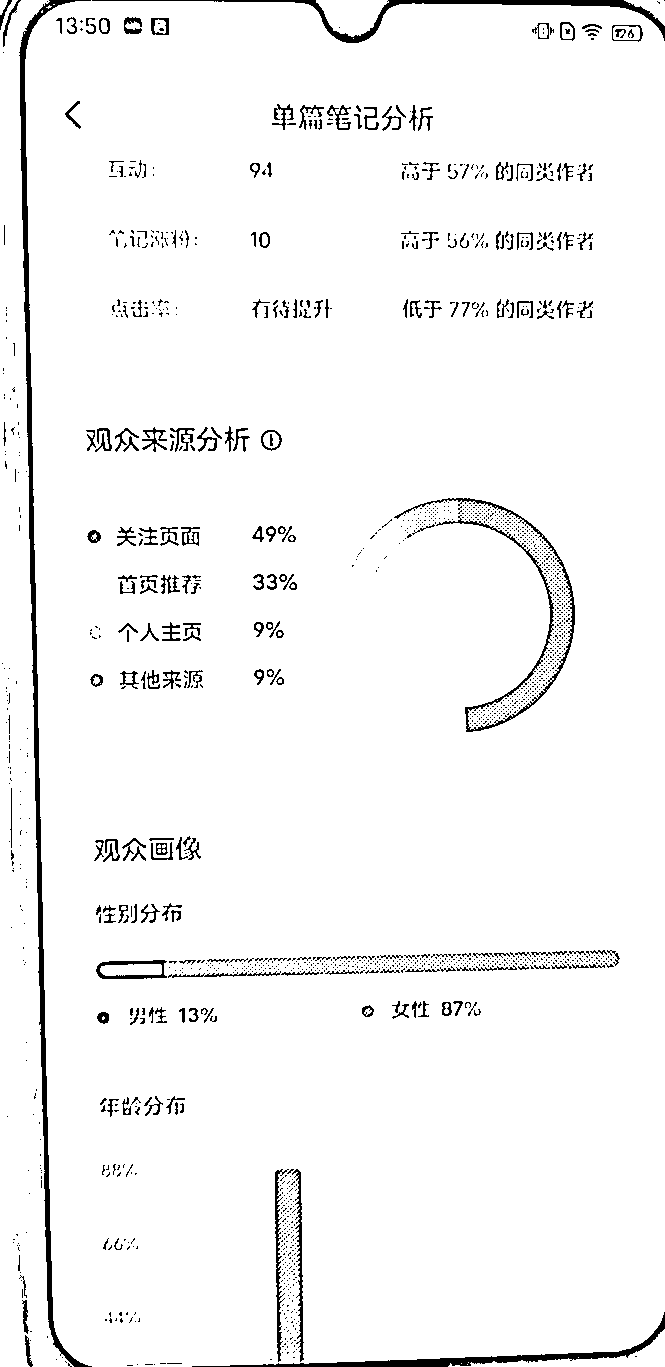 13:50
单篇笔记分析
互动: 94 高于 57% 的同类作者
笔记涨粉: 10 高于 56% 的同类作者
点击率: 有待提升 低于 77% 的同类作者
观众来源分析
关注页面 49%
首页推荐 33%
个人主页 9%
其他来源 9%
观众画像
性别分布
男性 13% 女性 87%
年龄分布
88%
66%
44%